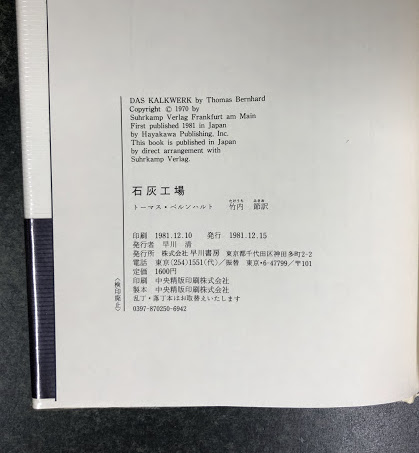 DAS KALKWERK by Thomas Bernhard
Copyright © 1970 by
Suhrkamp Verlag Frankfurt am Main
First published 1981 in Japan
by Hayakawa Publishing, Inc.
This book is published in Japan
by direct arrangement with
Suhrkamp Verlag.
石灰工場
トーマス・ベルンハルト 竹内 節訳
印刷 1981.12.10 発行 1981.12.15
発行者 早川 清
発行所 株式会社 早川書房 東京都千代田区神田多町2-2
電話 東京(254)1551(代)/振替 東京・6-47799/〒101
定価 1600円
印刷 中央精版印刷株式会社
製本 中央精版印刷株式会社
乱丁・落丁本はお取替えいたします
0397-870250-6942
〈検印廃止〉